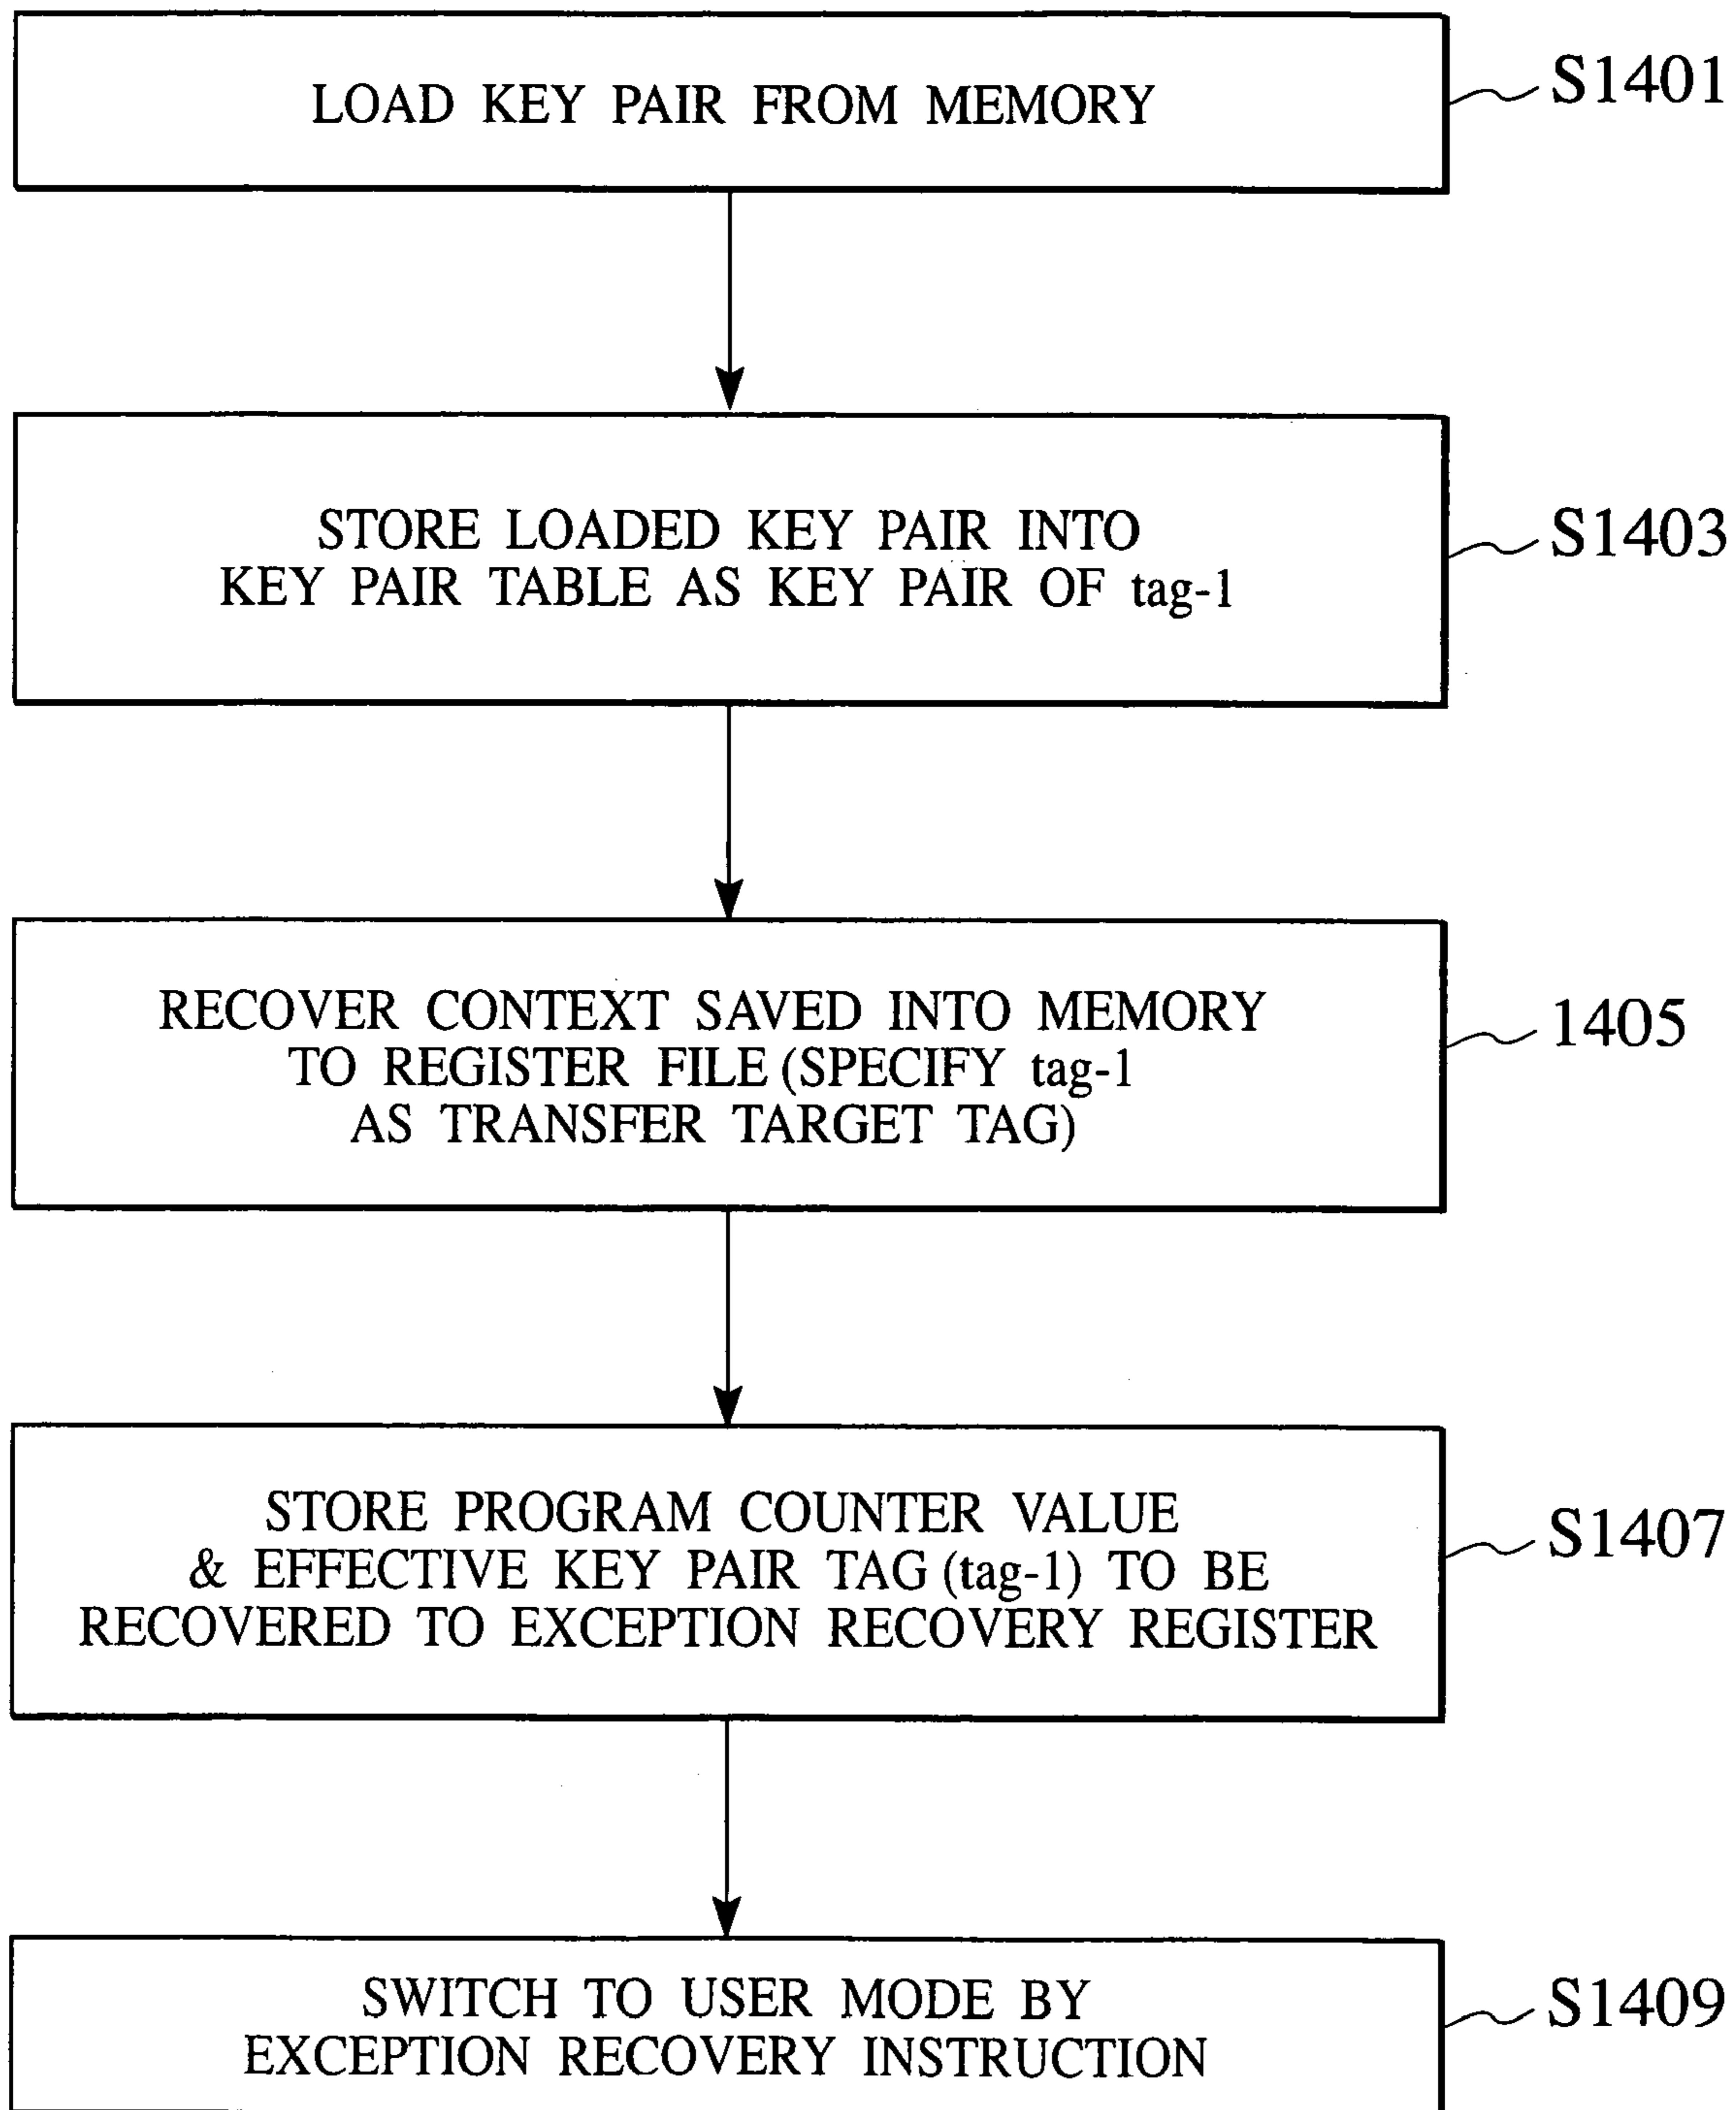 LOAD KEY PAIR FROM MEMORY
S1401
STORE LOADED KEY PAIR INTO
KEY PAIR TABLE AS KEY PAIR OF tag-1
S1403
RECOVER CONTEXT SAVED INTO MEMORY
TO REGISTER FILE (SPECIFY tag-1
AS TRANSFER TARGET TAG)
1405
STORE PROGRAM COUNTER VALUE
& EFFECTIVE KEY PAIR TAG (tag-1) TO BE
RECOVERED TO EXCEPTION RECOVERY REGISTER
S1407
SWITCH TO USER MODE BY
EXCEPTION RECOVERY INSTRUCTION
S1409